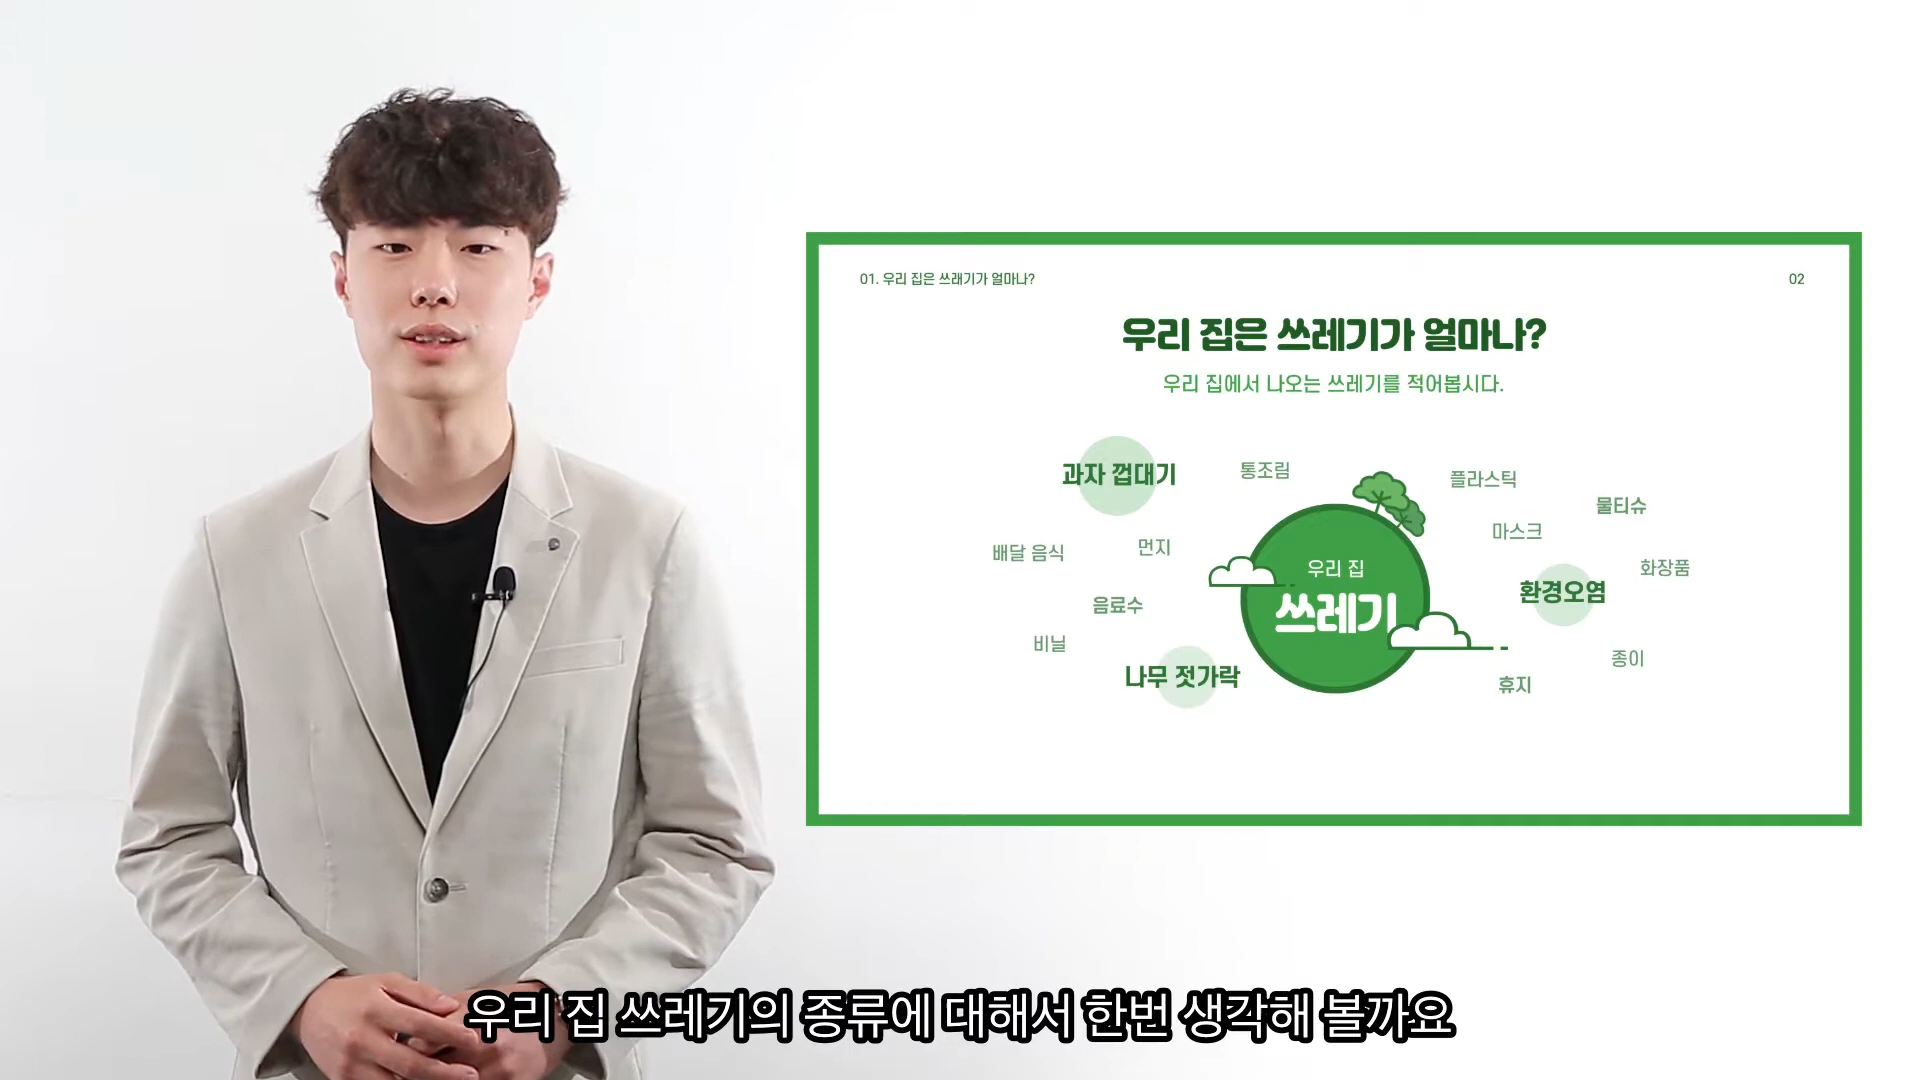 01. 우리 집은 쓰래기가 얼마나?
02
우리 집은 쓰레기가 얼마나?
우리 집에서 나오는 쓰레기를 적어봅시다.
과자 껍대기
통조림
플라스틱
물티슈
마스크
배달 음식
먼지
화장품
우리 집
쓰레기
환경오염
음료수
비닐
종이
나무 젓가락
휴지
우리 집 쓰레기의 종류에 대해서 한번 생각해 볼까요